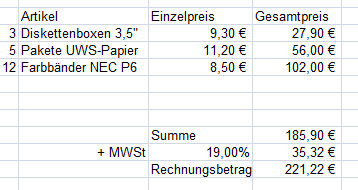 Artikel Einzelpreis Gesamtpreis
3 Diskettenboxen 3,5" 9,30 € 27,90 €
5 Pakete UWS-Papier 11,20 € 56,00 €
12 Farbbänder NEC P6 8,50 € 102,00 €
Summe 185,90 €
+ MWSt 19,00% 35,32 €
Rechnungsbetrag 221,22 €